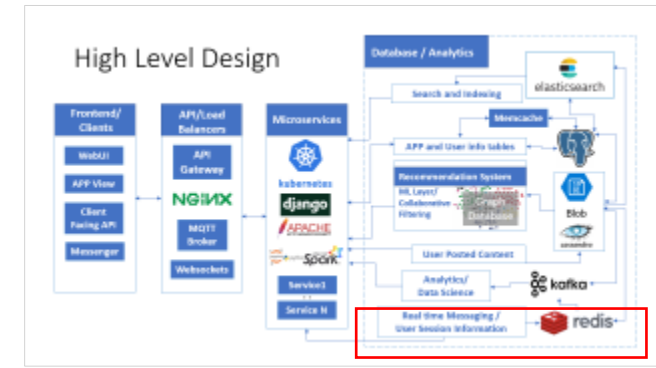 High Level Design
Database / Analytics
elasticsearch
Search and Indexing
Frontend/
Clients
API/Load
Balancers
Microservices
Memcache
WebUI
API
Gateway
kubernetes
APP and User info tables
APP View
NGINX
django
Recommendation System
ML Layer/
Collaborative
Filtering
Graph
Database
Blob
Client
Facing API
MQTT
Broker
APACHE
cassandra
Messenger
Websockets
Spark
User Posted Content
Service1
Analytics/
Data Science
kafka
Service N
Real time Messaging /
User Session Information
redis